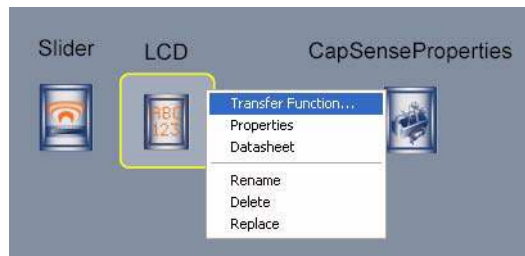 Slider
LCD
CapSenseProperties
ABC
123
Transfer Function...
Properties
Datasheet
Rename
Delete
Replace